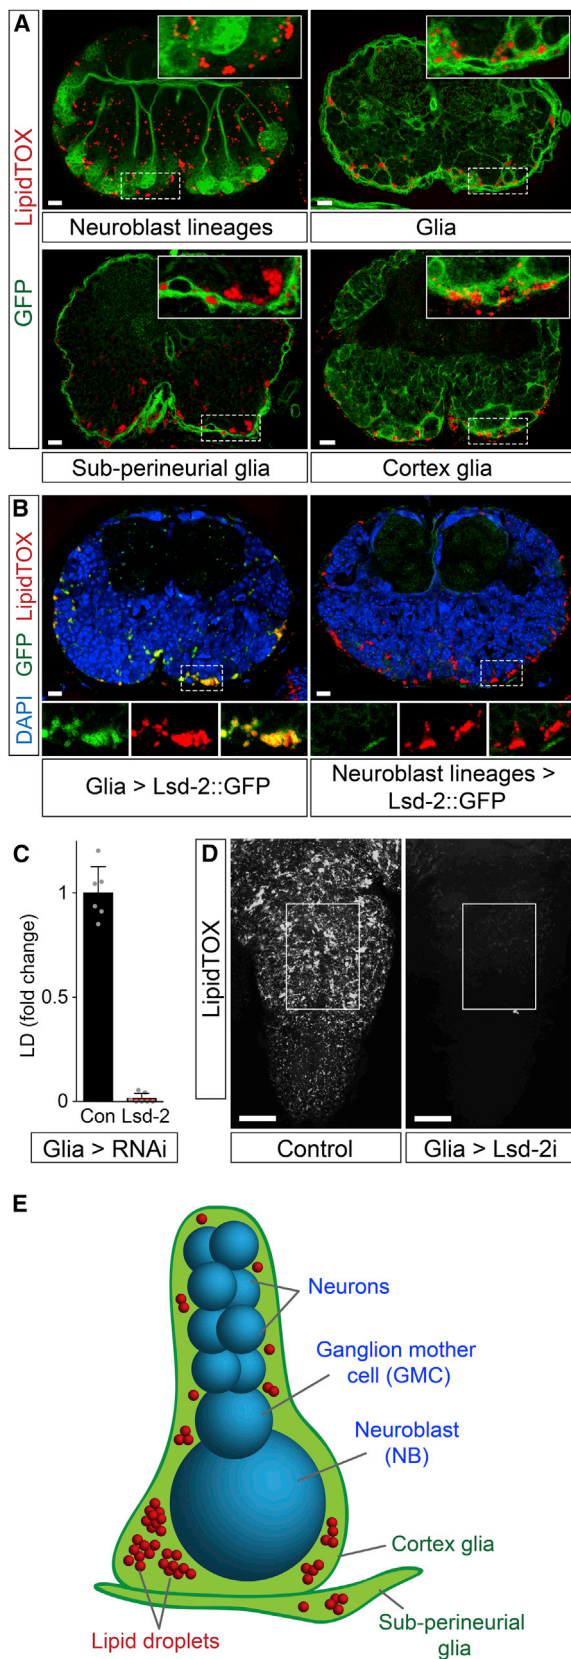 A
LipidTOX
GFP
Neuroblast lineages
Glia
Sub-perineurial glia
Cortex glia
B
DAPI GFP LipidTOX
Glia > Lsd-2::GFP
Neuroblast lineages >
Lsd-2::GFP
C
LD (fold change)
1
0.5
0
Con Lsd-2
Glia > RNAi
D
LipidTOX
Control
Glia > Lsd-2i
E
Neurons
Ganglion mother
cell (GMC)
Neuroblast
(NB)
Cortex glia
Sub-perineurial
glia
Lipid droplets